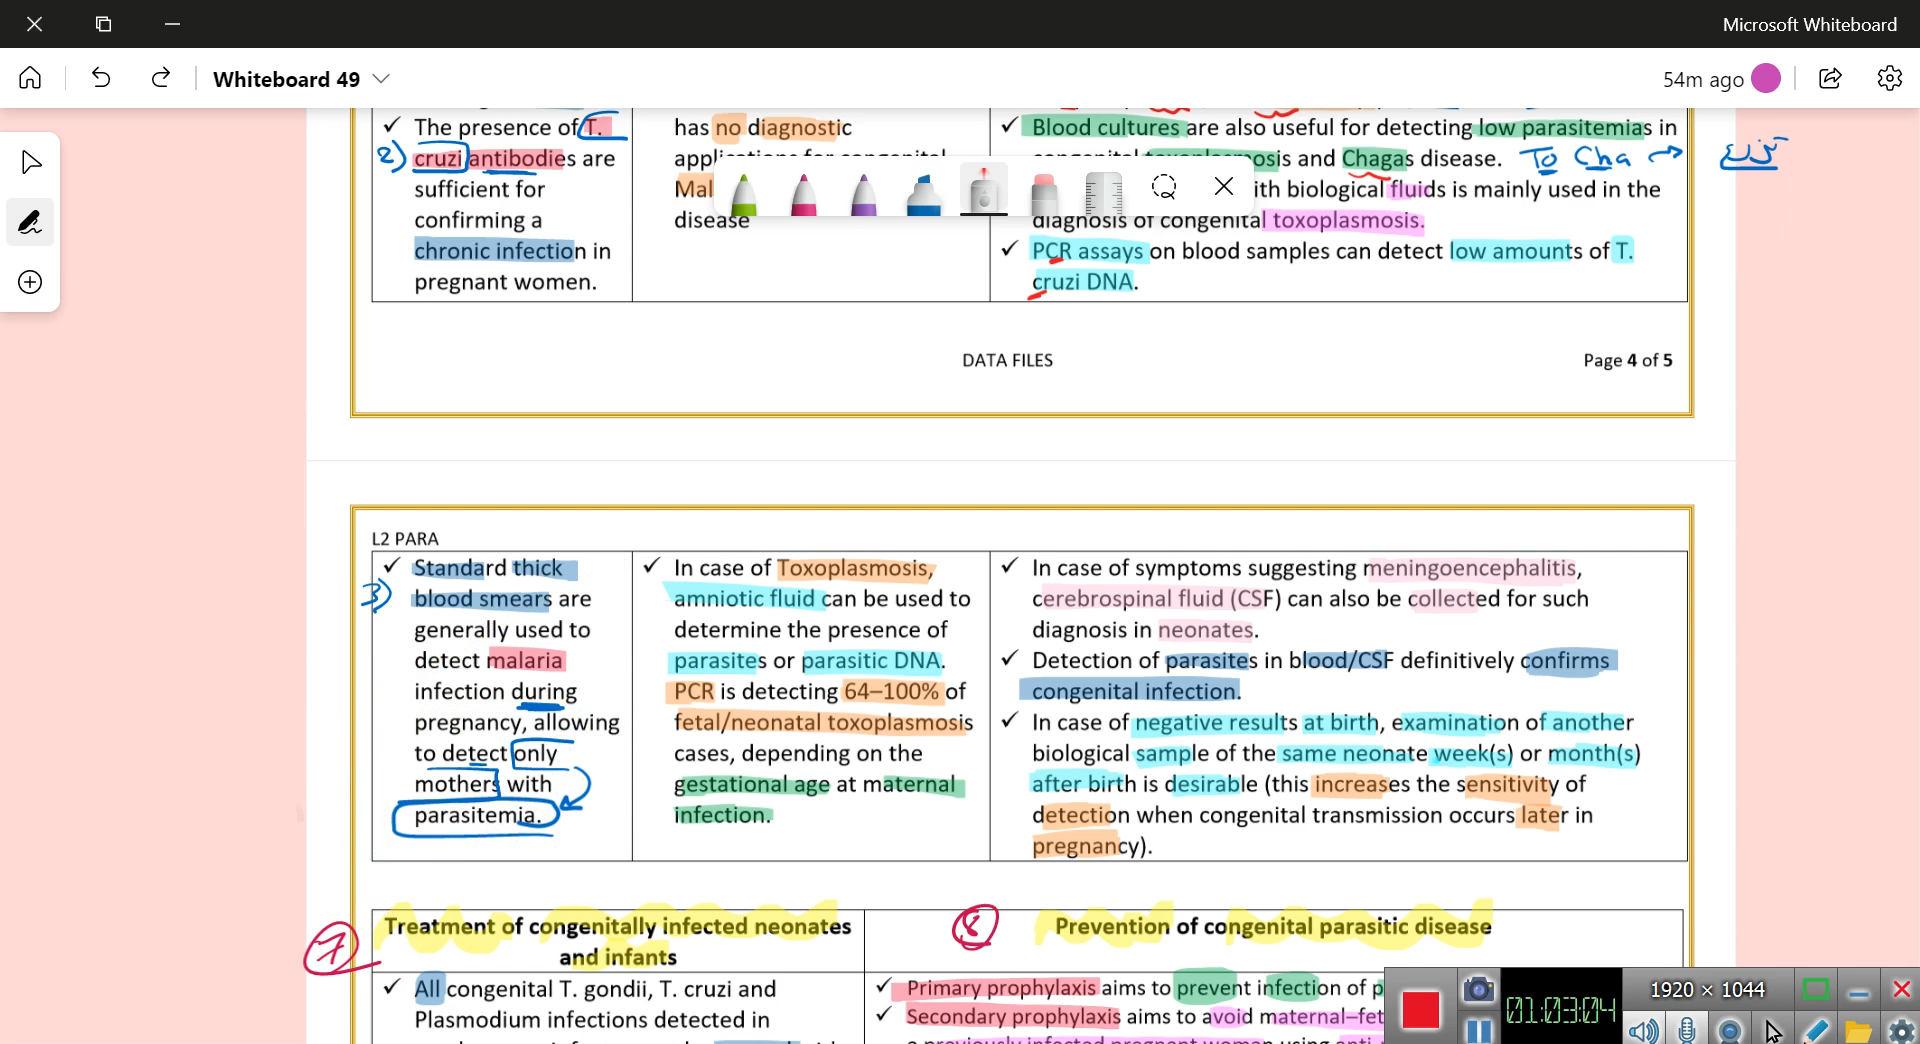 Microsoft Whiteboard
Whiteboard 49
54m ago
✓ The presence of T.
2) cruzi antibodies are
sufficient for
confirming a
chronic infection in
pregnant women.
has no diagnostic
Mal
disease
✓ Blood cultures are also useful for detecting low parasitemias in
congenital toxoplasmosis and Chagas disease. To Cha →
ith biological fluids is mainly used in the
diagnosis of congenital toxoplasmosis.
✓ PCR assays on blood samples can detect low amounts of T.
cruzi DNA.
DATA FILES
Page 4 of 5
L2 PARA
✓ Standard thick
3) blood smears are
generally used to
detect malaria
infection during
pregnancy, allowing
to detect only
mothers with
parasitemia.
✓ In case of Toxoplasmosis,
amniotic fluid can be used to
determine the presence of
parasites or parasitic DNA.
PCR is detecting 64–100% of
fetal/neonatal toxoplasmosis
cases, depending on the
gestational age at maternal
infection.
✓ In case of symptoms suggesting meningoencephalitis,
cerebrospinal fluid (CSF) can also be collected for such
diagnosis in neonates.
✓ Detection of parasites in blood/CSF definitively confirms
congenital infection.
✓ In case of negative results at birth, examination of another
biological sample of the same neonate week(s) or month(s)
after birth is desirable (this increases the sensitivity of
detection when congenital transmission occurs later in
pregnancy).
7 Treatment of congenitally infected neonates
and infants
8 Prevention of congenital parasitic disease
✓ All congenital T. gondii, T. cruzi and
Plasmodium infections detected in
✓ Primary prophylaxis aims to prevent infection of p
✓ Secondary prophylaxis aims to avoid maternal–fet
a previously infected pregnant woman using anti-
1920 × 1044
01:03:04